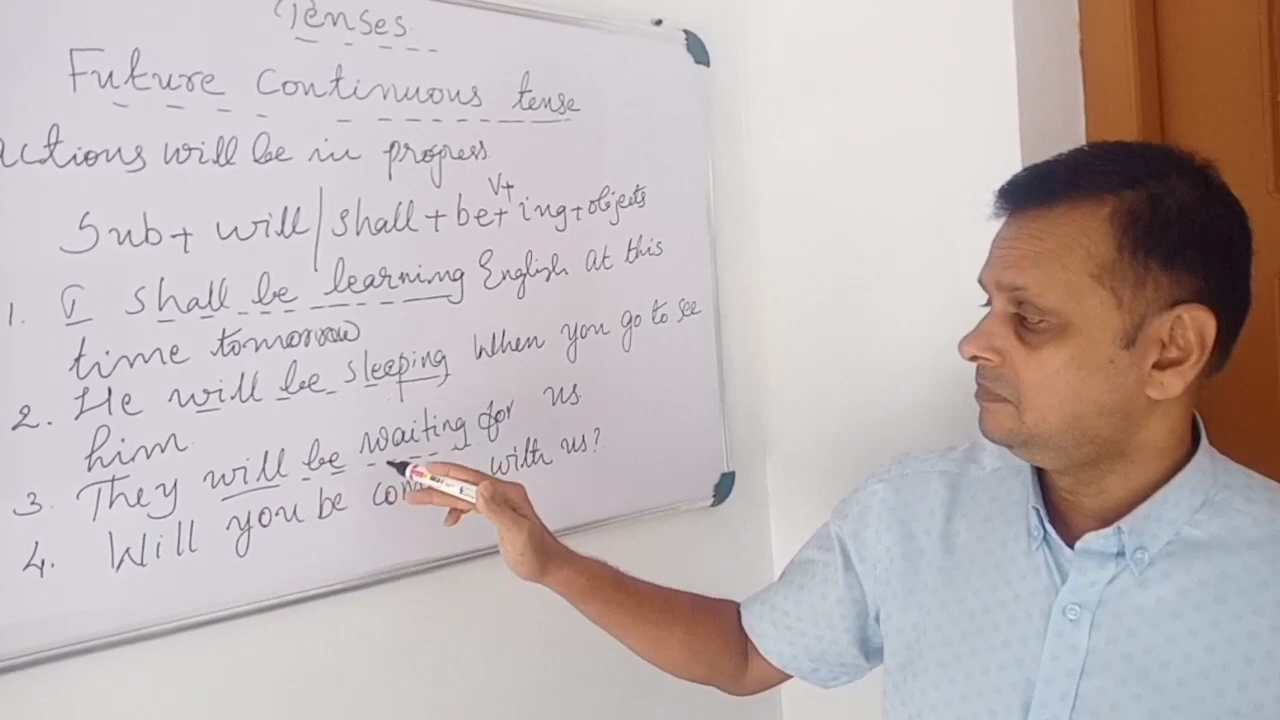 Tenses
Future continuous tense
actions will be in progress
V+
Sub+ will/shall+be+ing+objects
1. I shall be learning English at this
time tomorrow
2. He will be sleeping when you go to see
him
3. They will be waiting for us
4. Will you be with us?